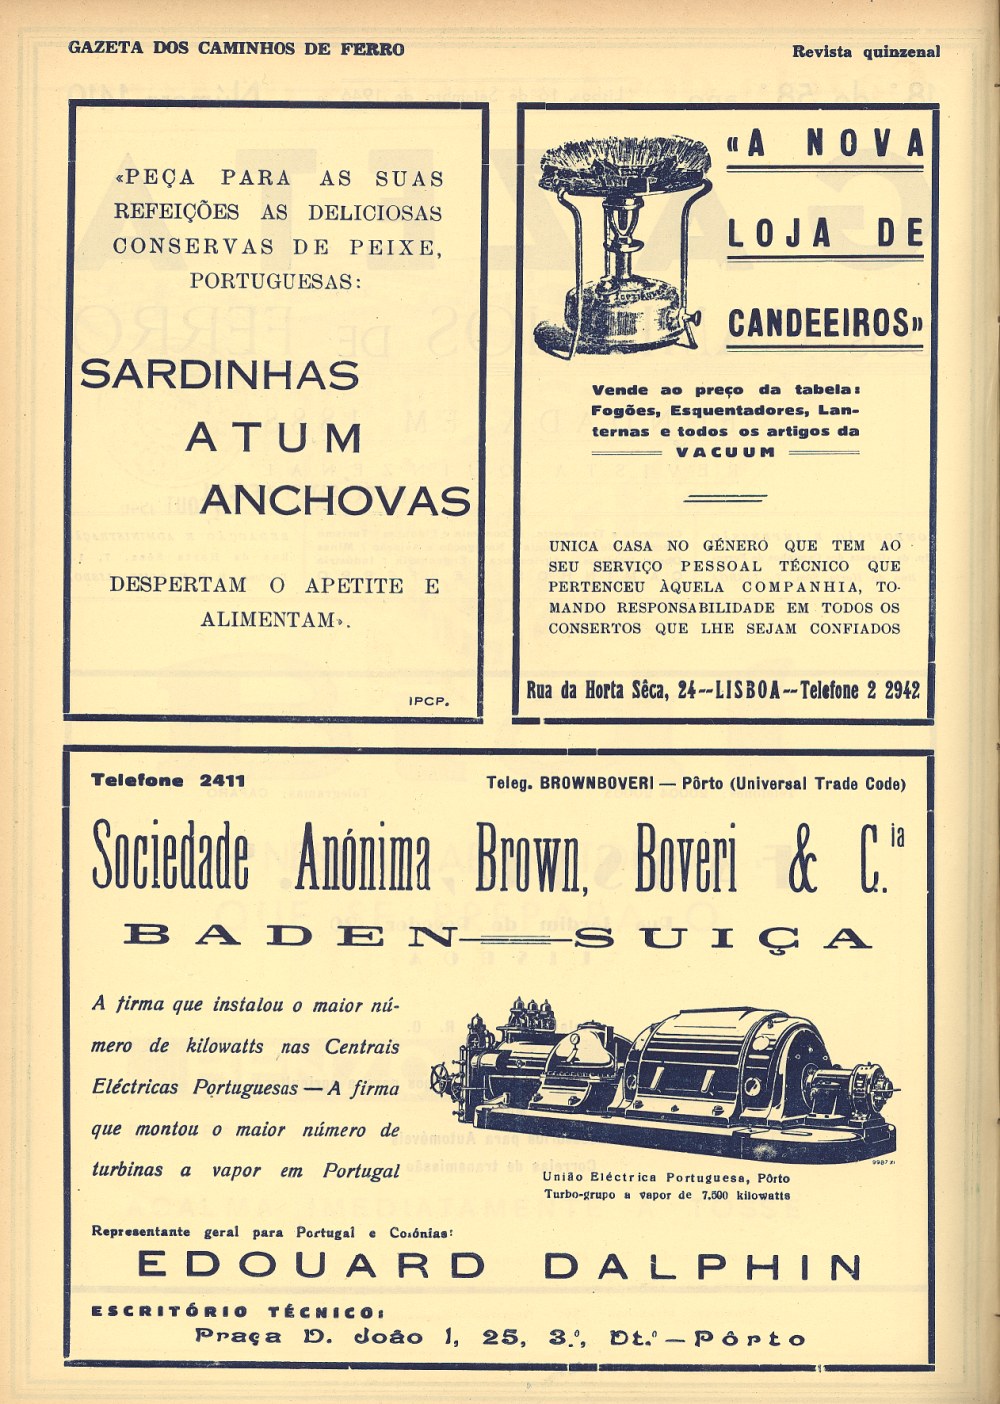 GAZETA DOS CAMINHOS DE FERRO
Revista quinzenal
«PEÇA PARA AS SUAS
REFEIÇÕES AS DELICIOSAS
CONSERVAS DE PEIXE,
PORTUGUESAS:
SARDINHAS
ATUM
ANCHOVAS
DESPERTAM O APETITE E
ALIMENTAM».
IPCP.
«A NOVA
LOJA DE
CANDEEIROS»
Vende ao preço da tabela:
Fogões, Esquentadores, Lan-
ternas e todos os artigos da
VACUUM
UNICA CASA NO GÉNERO QUE TEM AO
SEU SERVIÇO PESSOAL TÉCNICO QUE
PERTENCEU ÀQUELA COMPANHIA, TO-
MANDO RESPONSABILIDADE EM TODOS OS
CONSERTOS QUE LHE SEJAM CONFIADOS
Rua da Horta Sêca, 24--LISBOA--Telefone 2 2942
Telefone 2411
Teleg. BROWNBOVERI — Pôrto (Universal Trade Code)
Sociedade Anónima Brown, Boveri & C.ia
BADEN—SUIÇA
A firma que instalou o maior nú-
mero de kilowatts nas Centrais
Eléctricas Portuguesas — A firma
que montou o maior número de
turbinas a vapor em Portugal
União Eléctrica Portuguesa, Pôrto
Turbo-grupo a vapor de 7.500 kilowatts
Representante geral para Portugal e Colónias:
EDOUARD DALPHIN
ESCRITÓRIO TÉCNICO:
Praça D. João 1, 25, 3.º, Dt.º — Pôrto